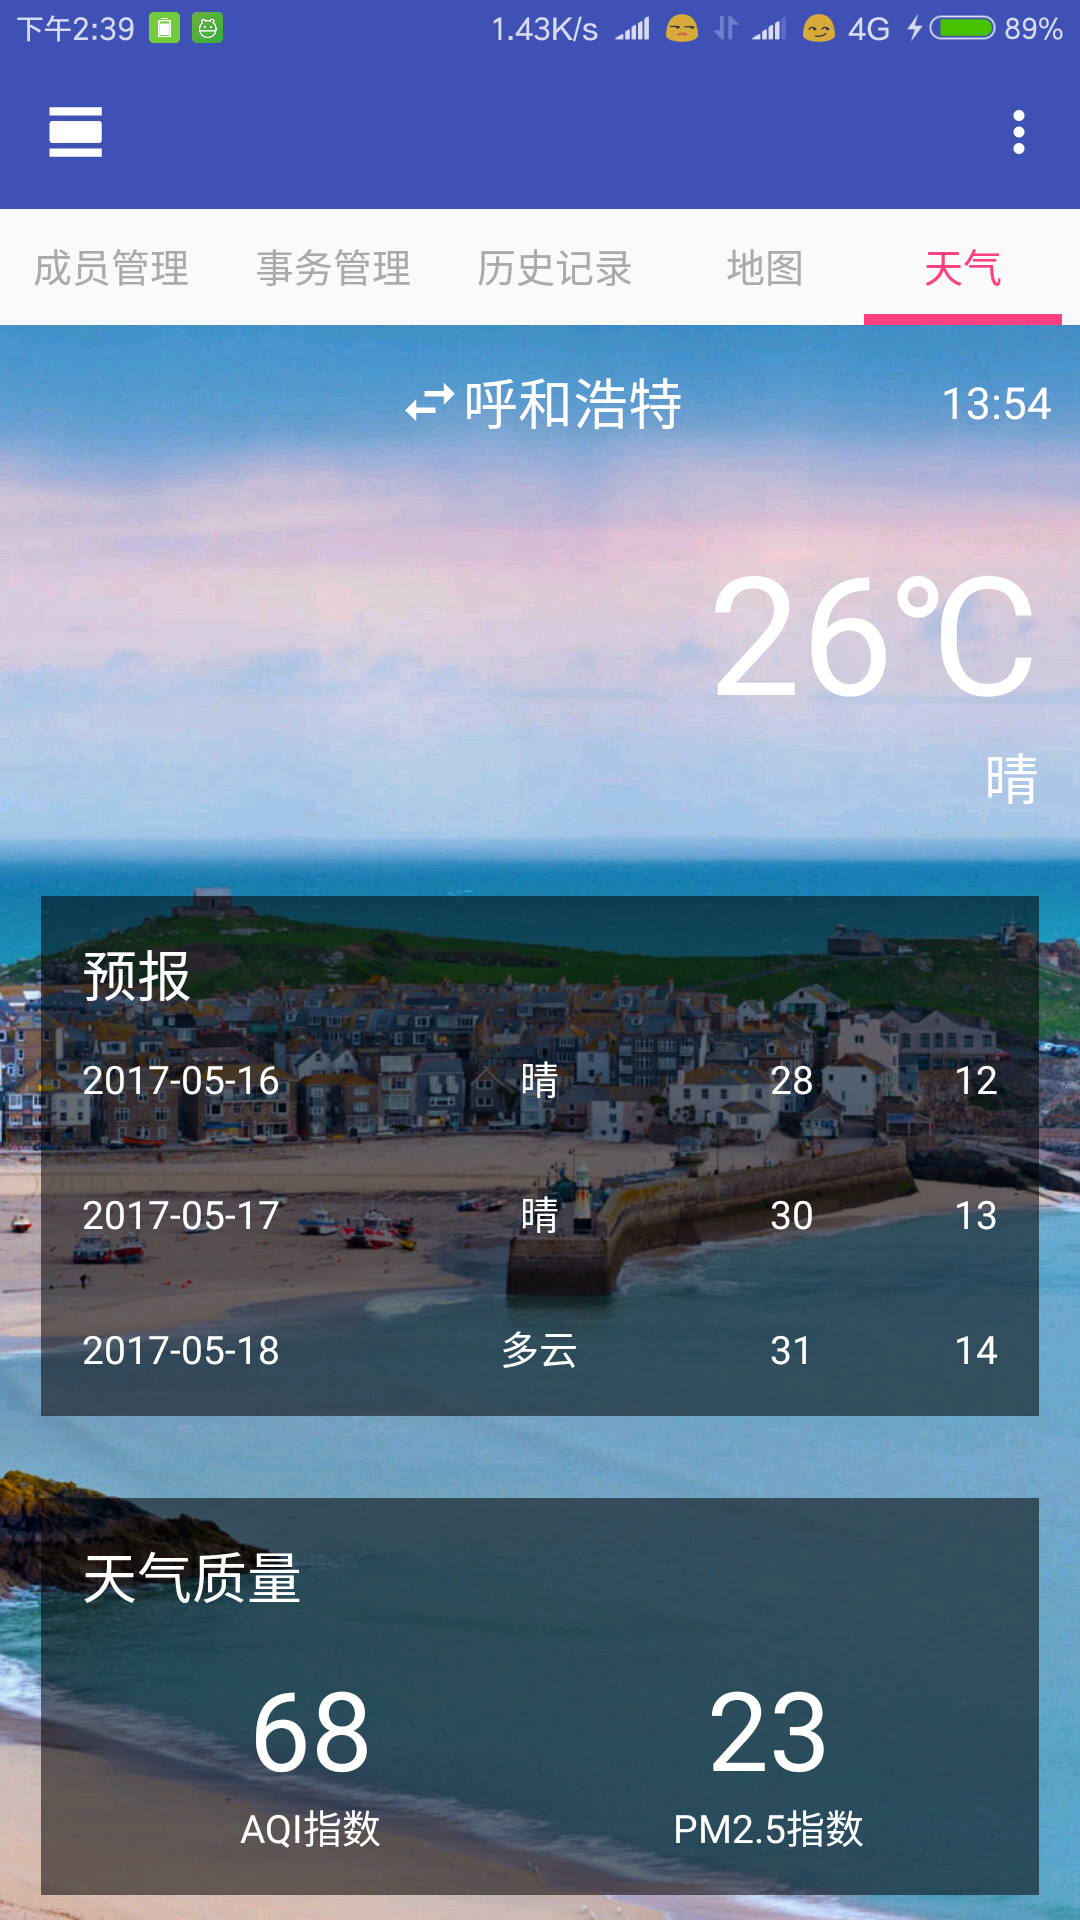 下午2:39 1.43K/s 4G 89%
成员管理 事务管理 历史记录 地图 天气
呼和浩特 13:54
26℃
晴
预报
2017-05-16 晴 28 12
2017-05-17 晴 30 13
2017-05-18 多云 31 14
天气质量
68 23
AQI指数 PM2.5指数